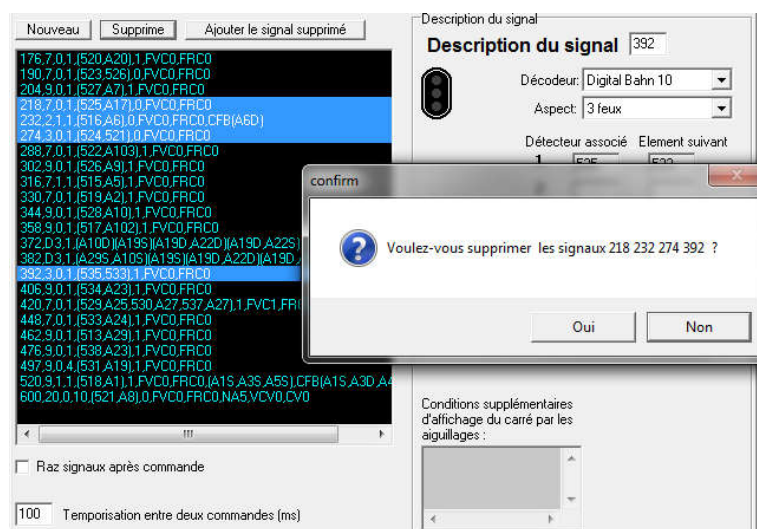 Nouveau Supprime Ajouter le signal supprimé
176,7,0,1,(520,A20),1,FVC0,FRC0
190,7,0,1,(523,526),0,FVC0,FRC0
204,9,0,1,(527,A7),1,FVC0,FRC0
218,7,0,1,(525,A17),0,FVC0,FRC0
232,2,1,1,(516,A6),0,FVC0,FRC0,CFB(A6D)
274,3,0,1,(524,521),0,FVC0,FRC0
288,7,0,1,(522,A103),1,FVC0,FRC0
302,9,0,1,(526,A9),1,FVC0,FRC0
316,7,1,1,(515,A5),1,FVC0,FRC0
330,7,0,1,(519,A2),1,FVC0,FRC0
344,9,0,1,(528,A10),1,FVC0,FRC0
358,9,0,1,(517,A102),1,FVC0,FRC0
372,D3,1,(A10D)(A19S)(A19D,A22D)(A19D,A22S)
382,D3,1,(A29S,A10S)(A19S)(A19D,A22D)(A19D,
392,3,0,1,(535,533),1,FVC0,FRC0
406,9,0,1,(534,A23),1,FVC0,FRC0
420,7,0,1,(529,A25,530,A27,537,A27),1,FVC1,FR
448,7,0,1,(533,A24),1,FVC0,FRC0
462,9,0,1,(513,A29),1,FVC0,FRC0
476,9,0,1,(538,A23),1,FVC0,FRC0
497,9,0,4,(531,A19),1,FVC0,FRC0
520,9,1,1,(518,A1),1,FVC0,FRC0,(A1S,A3S,A5S),CFB(A1S,A3D,A4
600,20,0,10,(521,A8),0,FVC0,FRC0,NA5,VCV0,CV0
Raz signaux après commande
100 Temporisation entre deux commandes (ms)
Description du signal
Description du signal 392
Décodeur: Digital Bahn 10
Aspect: 3 feux
Détecteur associé Element suivant
1
confirm
Voulez-vous supprimer les signaux 218 232 274 392 ?
Oui Non
Conditions supplémentaires
d'affichage du carré par les
aiguillages :